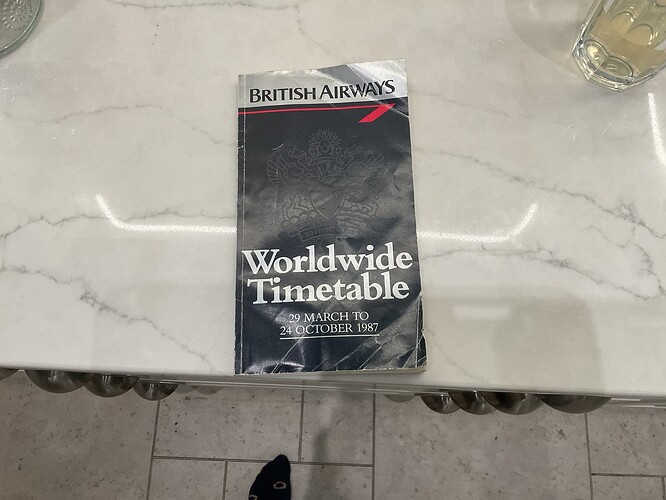 BRITISH AIRWAYS
Worldwide
Timetable
29 MARCH TO
24 OCTOBER 1987